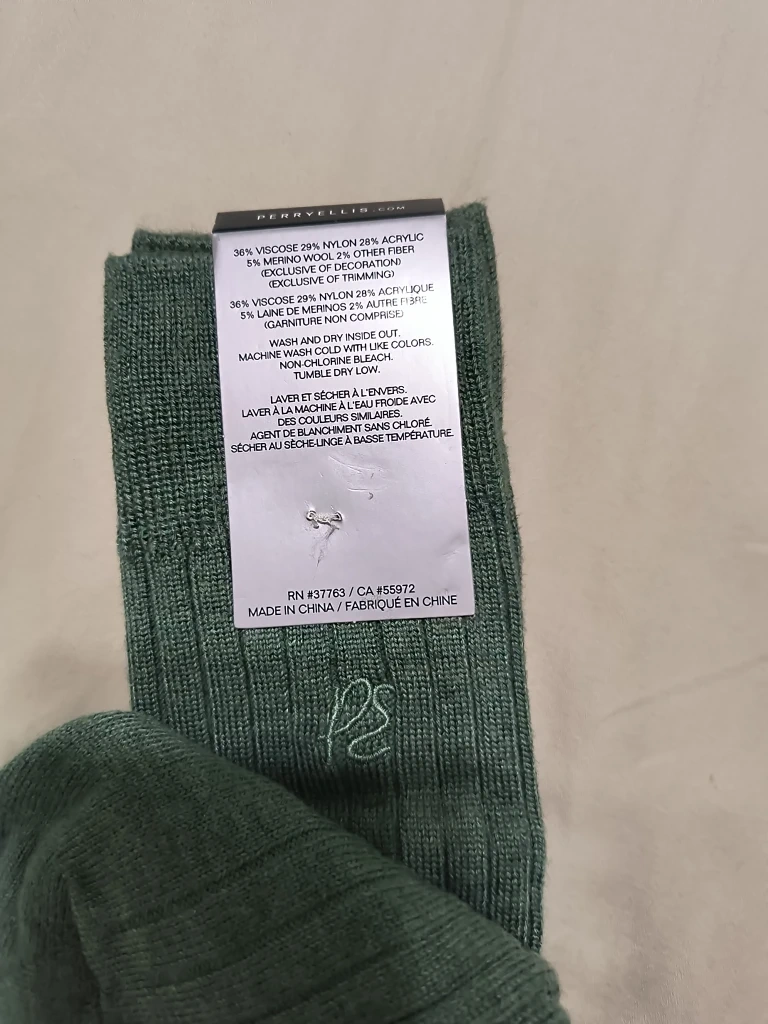 PERRYELLIS.COM
36% VISCOSE 29% NYLON 28% ACRYLIC
5% MERINO WOOL 2% OTHER FIBER
(EXCLUSIVE OF DECORATION)
(EXCLUSIVE OF TRIMMING)
36% VISCOSE 29% NYLON 28% ACRYLIQUE
5% LAINE DE MERINOS 2% AUTRE FIBRE
(GARNITURE NON COMPRISE)
WASH AND DRY INSIDE OUT.
MACHINE WASH COLD WITH LIKE COLORS.
NON-CHLORINE BLEACH.
TUMBLE DRY LOW.
LAVER ET SÉCHER À L'ENVERS.
LAVER À LA MACHINE À L'EAU FROIDE AVEC
DES COULEURS SIMILAIRES.
AGENT DE BLANCHIMENT SANS CHLORÉ.
SÉCHER AU SÈCHE-LINGE À BASSE TEMPÉRATURE.
RN #37763 / CA #55972
MADE IN CHINA / FABRIQUÉ EN CHINE